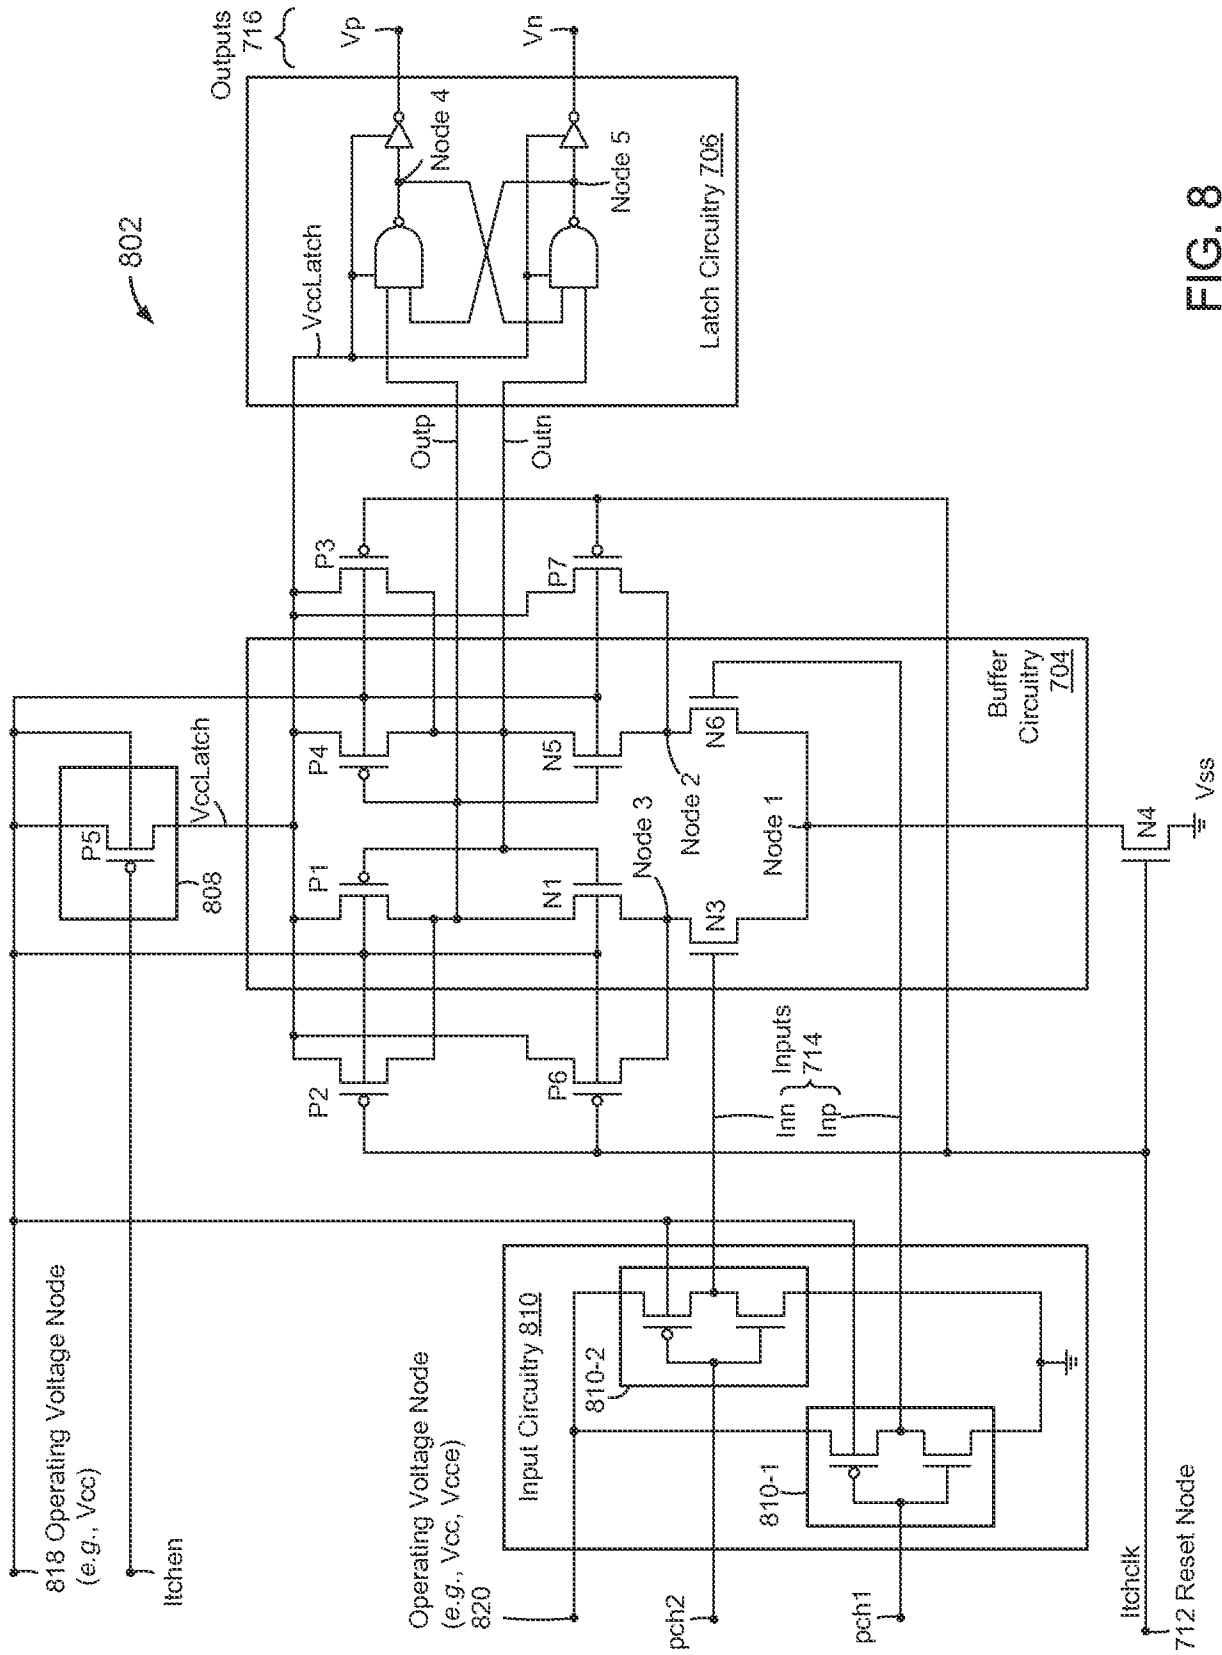 802
Outputs
716
Vp
Vn
VccLatch
Node 4
Node 5
Latch Circuitry 706
Outp
Outn
P3
P7
P5
808
VccLatch
P4
N5
N6
Node 2
P1
N1
Node 3
Node 1
N3
Buffer
Circuitry
704
N4
Vss
P2
P6
Inn
Inp
Inputs
714
818 Operating Voltage Node
(e.g., Vcc)
ltchen
Operating Voltage Node
(e.g., Vcc, Vcce)
820
Input Circuitry 810
810-2
810-1
pch2
pch1
ltchclk
712 Reset Node
FIG. 8